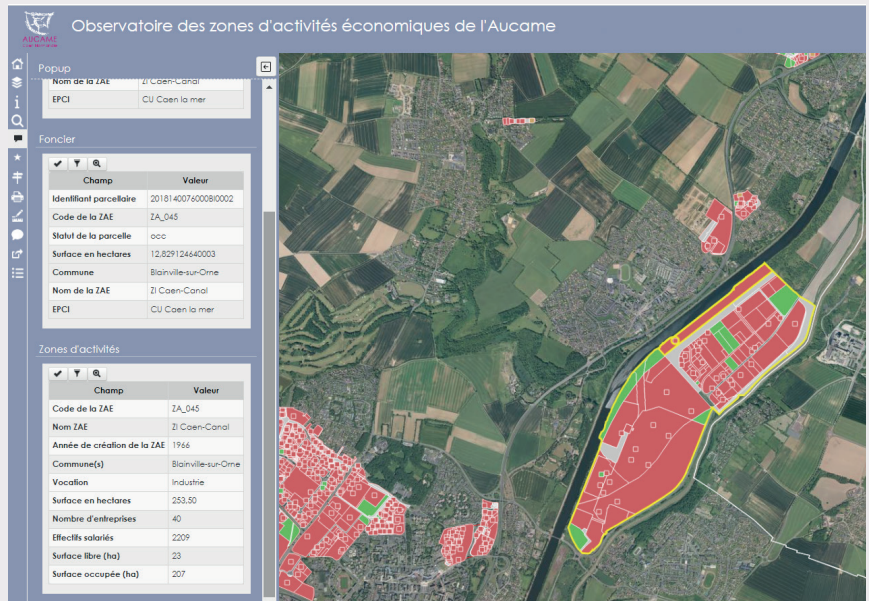 Observatoire des zones d'activités économiques de l'Aucame
AUCAME
Popup
Nom de la ZAE ZI Caen-Canal
EPCI CU Caen la mer
Foncier
Champ Valeur
Identifiant parcellaire 2018140076000BI0002
Code de la ZAE ZA_045
Statut de la parcelle occ
Surface en hectares 12,829124640003
Commune Blainville-sur-Orne
Nom de la ZAE ZI Caen-Canal
EPCI CU Caen la mer
Zones d'activités
Champ Valeur
Code de la ZAE ZA_045
Nom ZAE ZI Caen-Canal
Année de création de la ZAE 1966
Commune(s) Blainville-sur-Orne
Vocation Industrie
Surface en hectares 253,50
Nombre d'entreprises 40
Effectifs salariés 2209
Surface libre (ha) 23
Surface occupée (ha) 207